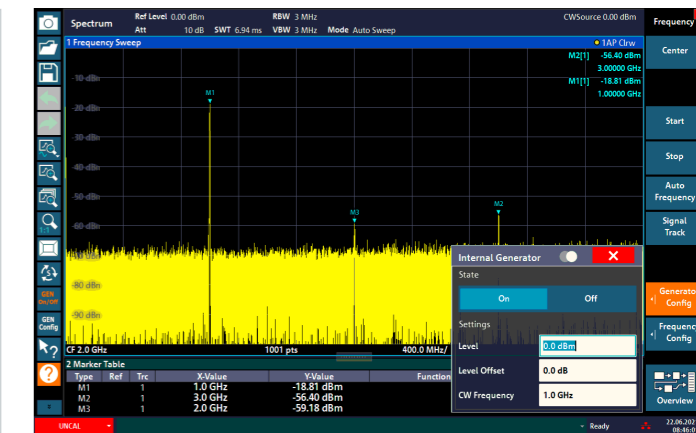 Spectrum
Ref Level 0.00 dBm RBW 3 MHz CWSource 0.00 dBm
Att 10 dB SWT 6.94 ms VBW 3 MHz Mode Auto Sweep
1 Frequency Sweep 1AP Clrw
M2[1] -56.40 dBm
3.00000 GHz
M1[1] -18.81 dBm
1.00000 GHz
-10 dBm
M1
-20 dBm
-30 dBm
-40 dBm
-50 dBm
M3
M2
-60 dBm
-80 dBm
-90 dBm
CF 2.0 GHz 1001 pts 400.0 MHz/
2 Marker Table
Type Ref Trc X-Value Y-Value Function
M1 1 1.0 GHz -18.81 dBm
M2 1 3.0 GHz -56.40 dBm
M3 1 2.0 GHz -59.18 dBm
Internal Generator
State
On Off
Settings
Level 0.0 dBm
Level Offset 0.0 dB
CW Frequency 1.0 GHz
Frequency
Center
Start
Stop
Auto
Frequency
Signal
Track
Generato
Config
Frequenc
Config
Overview
1:1
GEN
On/Off
GEN
Config
UNCAL
Ready
22.06.202
08:46:0